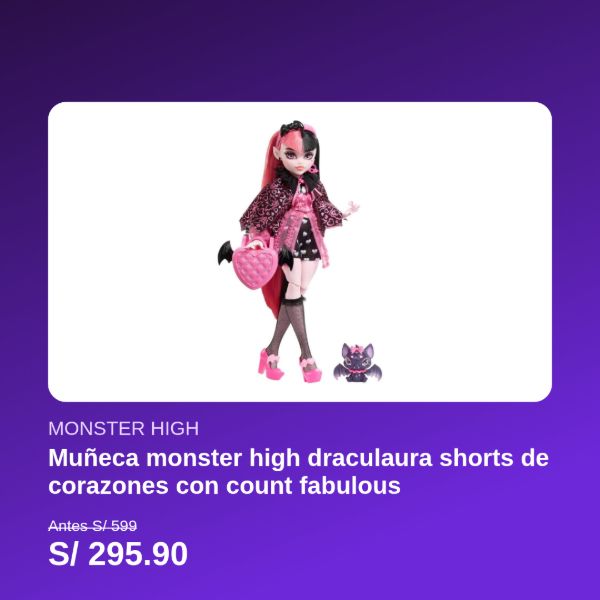 MONSTER HIGH
Muñeca monster high draculaura shorts de
corazones con count fabulous
Antes S/ 599
S/ 295.90